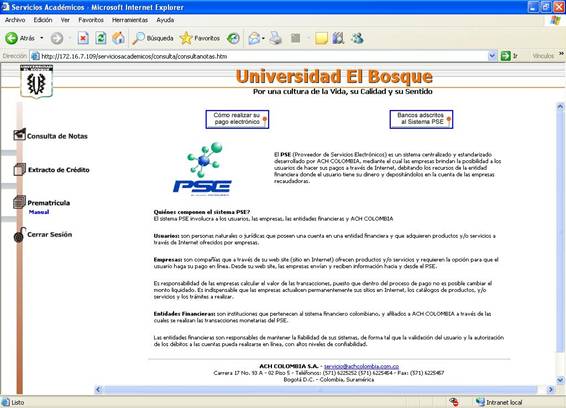 Servicios Académicos - Microsoft Internet Explorer
Archivo Edición Ver Favoritos Herramientas Ayuda
Atrás Búsqueda Favoritos
Dirección http://172.16.7.109/serviciosacademicos/consulta/consultanotas.htm Ir Vínculos »
Universidad El Bosque
Por una cultura de la Vida, su Calidad y su Sentido
Cómo realizar su
pago electrónico
Bancos adscritos
al Sistema PSE
Consulta de Notas
Extracto de Crédito
Prematricula
Manual
Cerrar Sesión
PSE
El PSE (Proveedor de Servicios Electrónicos) es un sistema centralizado y estandarizado
desarrollado por ACH COLOMBIA, mediante el cual las empresas brindan la posibilidad a los
usuarios de hacer sus pagos a través de Internet, debitando los recursos de la entidad
financiera donde el usuario tiene su dinero y depositándolos en la cuenta de las empresas
recaudadoras.
Quiénes componen el sistema PSE?
El sistema PSE involucra a los usuarios, las empresas, las entidades financieras y ACH COLOMBIA
Usuarios: son personas naturales o jurídicas que poseen una cuenta en una entidad financiera y que adquieren productos y/o servicios a
través de Internet ofrecidos por empresas.
Empresas: son compañías que a través de su web site (sitio en Internet) ofrecen productos y/o servicios y requieren la opción para que el
usuario haga su pago en línea. Desde su web site, las empresas envían y reciben información hacia y desde el PSE.
Es responsabilidad de las empresas calcular el valor de las transacciones, puesto que dentro del proceso de pago no es posible cambiar el
monto liquidado. Es indispensable que las empresas actualicen permanentemente sus sitios en Internet, los catálogos de productos, y/o
servicios y los trámites a realizar.
Entidades Financieras: son instituciones que pertenecen al sistema financiero colombiano, y afiliados a ACH COLOMBIA a través de las
cuales se realizan las transacciones monetarias del PSE.
Las entidades financieras son responsables de mantener la fiabilidad de sus sistemas, de forma tal que la validación del usuario y la autorización
de los débitos a las cuentas pueda realizarse en línea, con altos niveles de confiabilidad.
ACH COLOMBIA S.A. - servicio@achcolombia.com.co
Carrera 17 No. 93 A - 02 Piso 5 - Teléfonos: (571) 6225252 (571) 6225454 - Fax: (571) 6225457
Bogotá D.C. - Colombia, Suramérica
Listo Intranet local